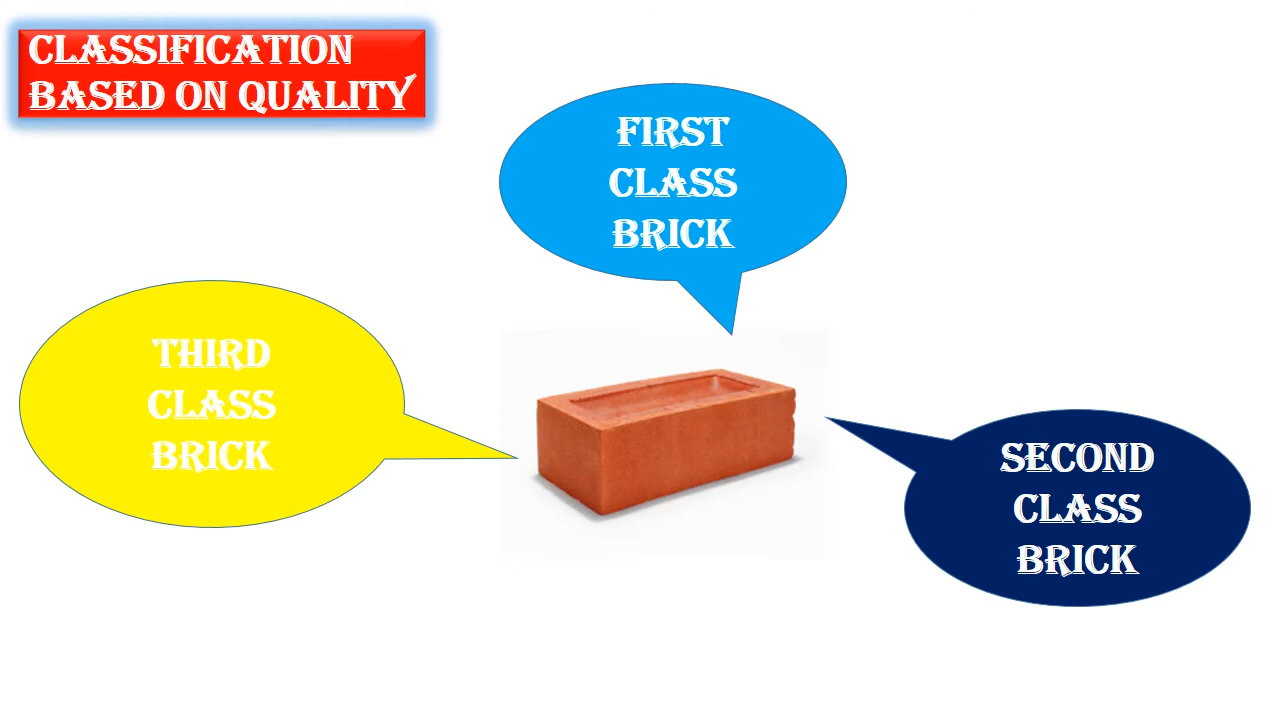 CLASSIFICATION
BASED ON QUALITY
FIRST
CLASS
BRICK
THIRD
CLASS
BRICK
SECOND
CLASS
BRICK